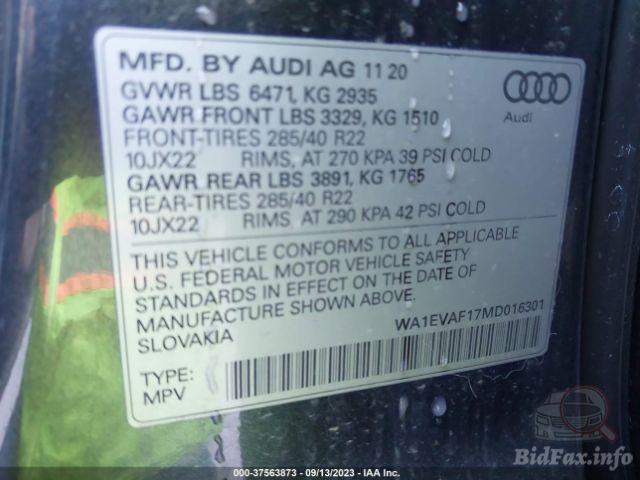 MFD. BY AUDI AG 11 20
GVWR LBS 6471, KG 2935
GAWR FRONT LBS 3329, KG 1510
FRONT-TIRES 285/40 R22
10JX22 RIMS, AT 270 KPA 39 PSI COLD
GAWR REAR LBS 3891, KG 1765
REAR-TIRES 285/40 R22
10JX22 RIMS, AT 290 KPA 42 PSI COLD
Audi
THIS VEHICLE CONFORMS TO ALL APPLICABLE
U.S. FEDERAL MOTOR VEHICLE SAFETY
STANDARDS IN EFFECT ON THE DATE OF
MANUFACTURE SHOWN ABOVE.
SLOVAKIA
WA1EVAF17MD016301
TYPE:
MPV
BidFax.info
000-37563873 - 09/13/2023 - IAA Inc.